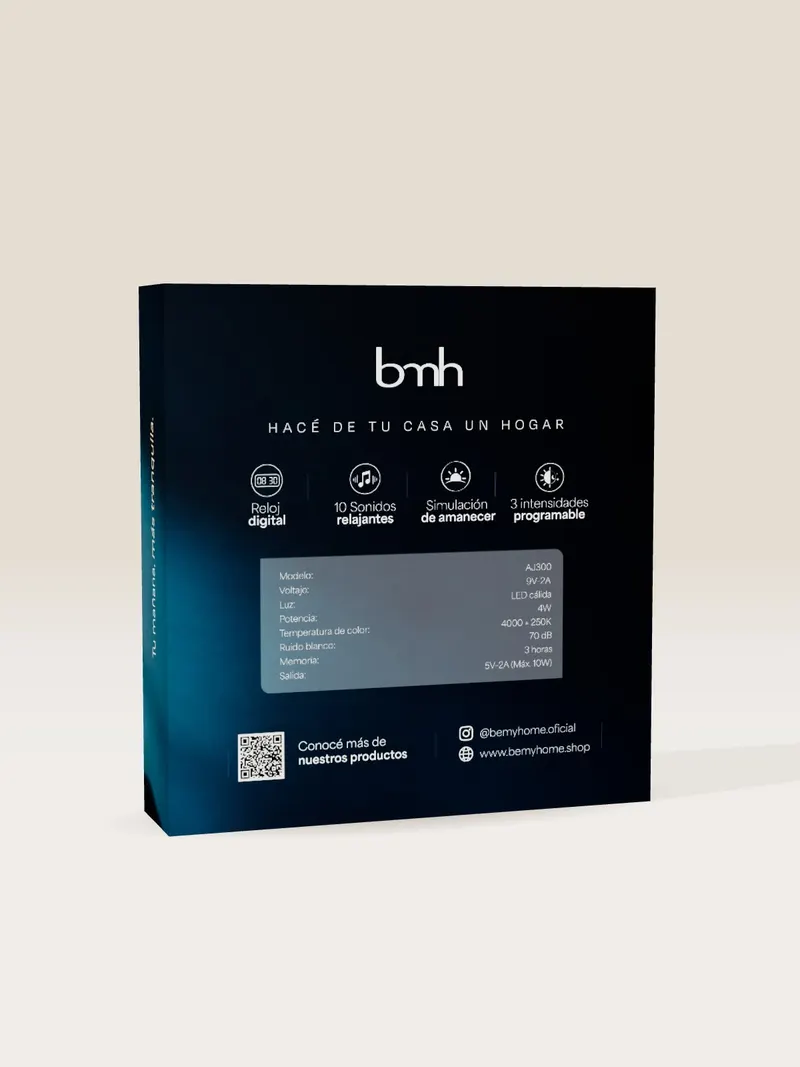 bmh
HACÉ DE TU CASA UN HOGAR
08 30
Reloj
digital
10 Sonidos
relajantes
Simulación
de amanecer
3 intensidades
programable
Modelo: AJ300
Voltajo: 9V-2A
Luz: LED cálida
Potencia: 4W
Temperatura de color: 4000 + 250K
Ruido blanco: 70 dB
Memoria: 3 horas
Salida: 5V-2A (Máx. 10W)
Conocé más de
nuestros productos
@bemyhome.oficial
www.bemyhome.shop
Tu mañana, más tranquila.